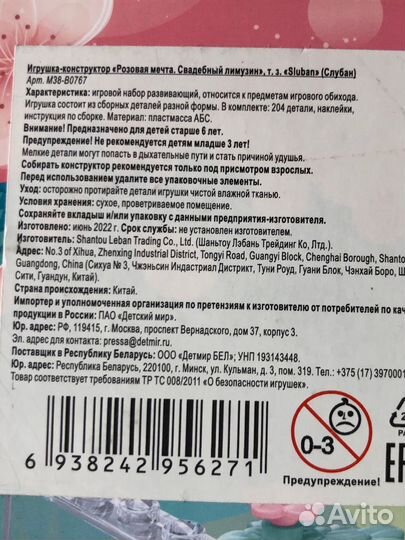 Игрушка-конструктор «Розовая мечта. Свадебный лимузин», т. з. «Sluban» (Слубан)
Арт. М38-В0767
Характеристика: игровой набор развивающий, относится к предметам игрового обихода.
Игрушка состоит из сборных деталей разной формы. В комплекте: 204 детали, наклейки,
инструкция по сборке. Материал: пластмасса АБС.
Внимание! Предназначено для детей старше 6 лет.
Предупреждение! Не рекомендуется детям младше 3 лет!
Мелкие детали могут попасть в дыхательные пути и стать причиной удушья.
Собирать конструктор рекомендуется только под присмотром взрослых.
Перед использованием удалите все упаковочные элементы.
Уход: осторожно протирайте детали игрушки чистой влажной тканью.
Условия хранения: сухое, проветриваемое помещение.
Сохраняйте вкладыш и/или упаковку с данными предприятия-изготовителя.
Изготовлено: июнь 2022 г. Срок службы: не установлен изготовителем.
Изготовитель: Shantou Leban Trading Co., Ltd. (Шаньтоу Лэбань Трейдинг Ко, Лтд.).
Адрес: No.3 of Xihua, Zhenxing Industrial District, Tongyi Road, Guangyi Block, Chenghai Borough, Shantou
Guangdong, China (Сихуа № 3, Чжэньсин Индастриал Дистрикт, Туни Роуд, Гуани Блок, Чэнхай Боро, Ш
Сити, Гуандун, Китай).
Страна происхождения: Китай.
Импортер и уполномоченная организация по претензиям к изготовителю от потребителей по кач
продукции в России: ПАО «Детский мир».
Юр. адрес: РФ, 119415, г. Москва, проспект Вернадского, дом 37, корпус 3.
Эл. адрес для контакта: pressa@detmir.ru.
Поставщик в Республику Беларусь: ООО «Детмир БЕЛ», УНП 193143448.
Юр. адрес: Республика Беларусь, 220100, г. Минск, ул. Кульман, д. 3, пом. 319. Тел.: +375 (17) 3970001
Товар соответствует требованиям ТР ТС 008/2011 «О безопасности игрушек».
0-3
Предупреждение!
6 938242 956271
Avito